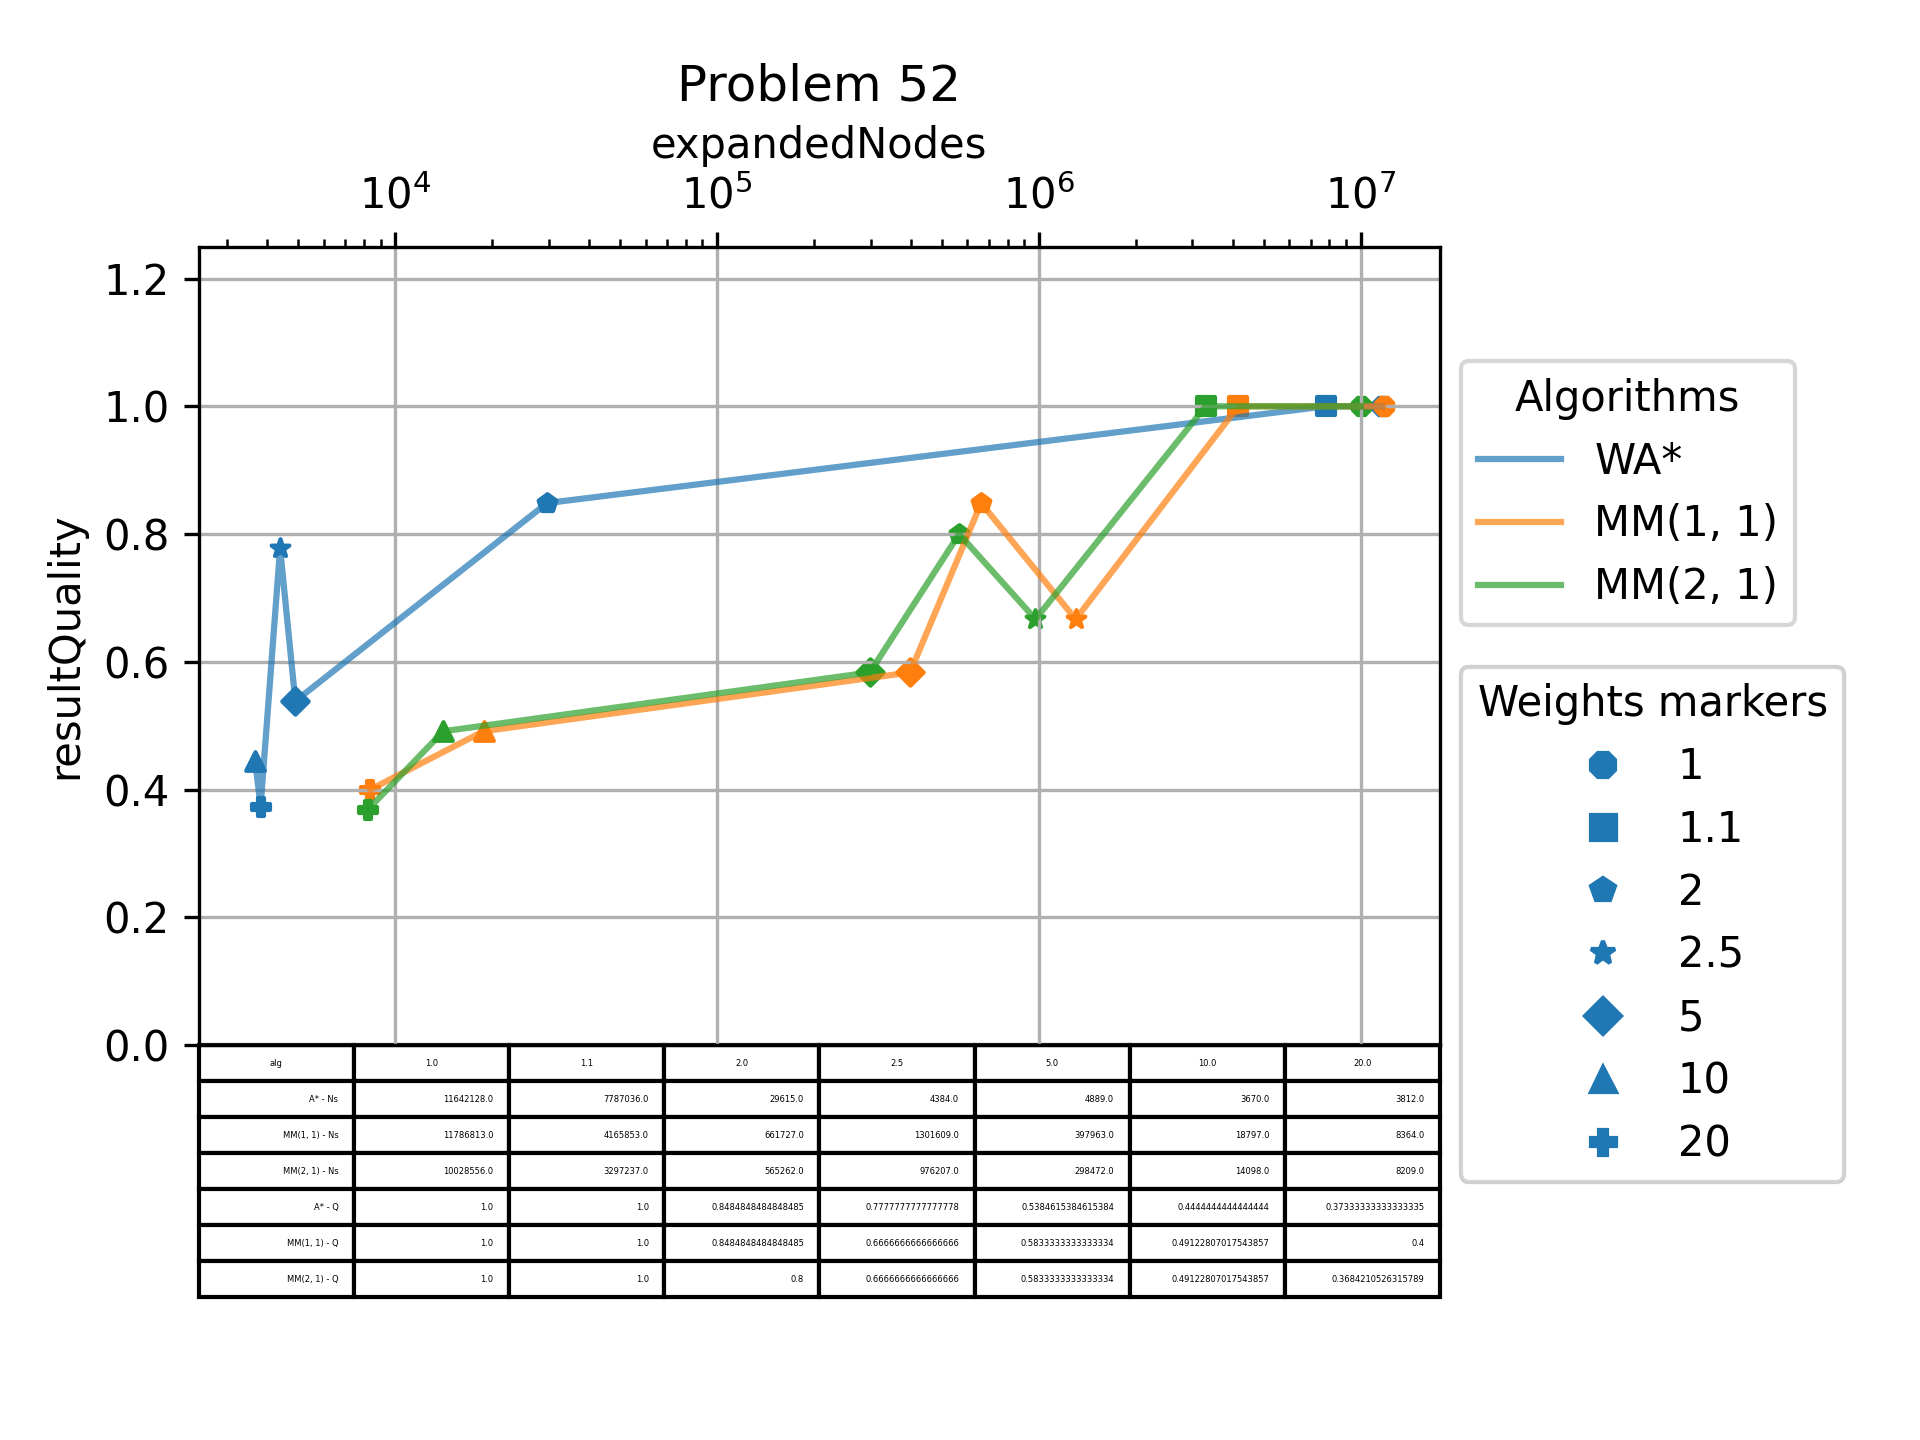 Problem 52
expandedNodes
10^4 10^5 10^6 10^7
1.2
1.0
0.8
0.6
0.4
0.2
0.0
resultQuality
Algorithms
WA*
MM(1, 1)
MM(2, 1)
Weights markers
1
1.1
2
2.5
5
10
20
alg 1.0 1.1 2.0 2.5 5.0 10.0 20.0
A* - Ns 11642128.0 7787036.0 29615.0 4384.0 4889.0 3670.0 3812.0
MM(1, 1) - Ns 11786813.0 4165853.0 661727.0 1301609.0 397963.0 18797.0 8364.0
MM(2, 1) - Ns 10028556.0 3297237.0 565262.0 976207.0 298472.0 14098.0 8209.0
A* - Q 1.0 1.0 0.8484848484848485 0.7777777777777778 0.5384615384615384 0.4444444444444444 0.37333333333333335
MM(1, 1) - Q 1.0 1.0 0.8484848484848485 0.6666666666666666 0.5833333333333334 0.49122807017543857 0.4
MM(2, 1) - Q 1.0 1.0 0.8 0.6666666666666666 0.5833333333333334 0.49122807017543857 0.3684210526315789